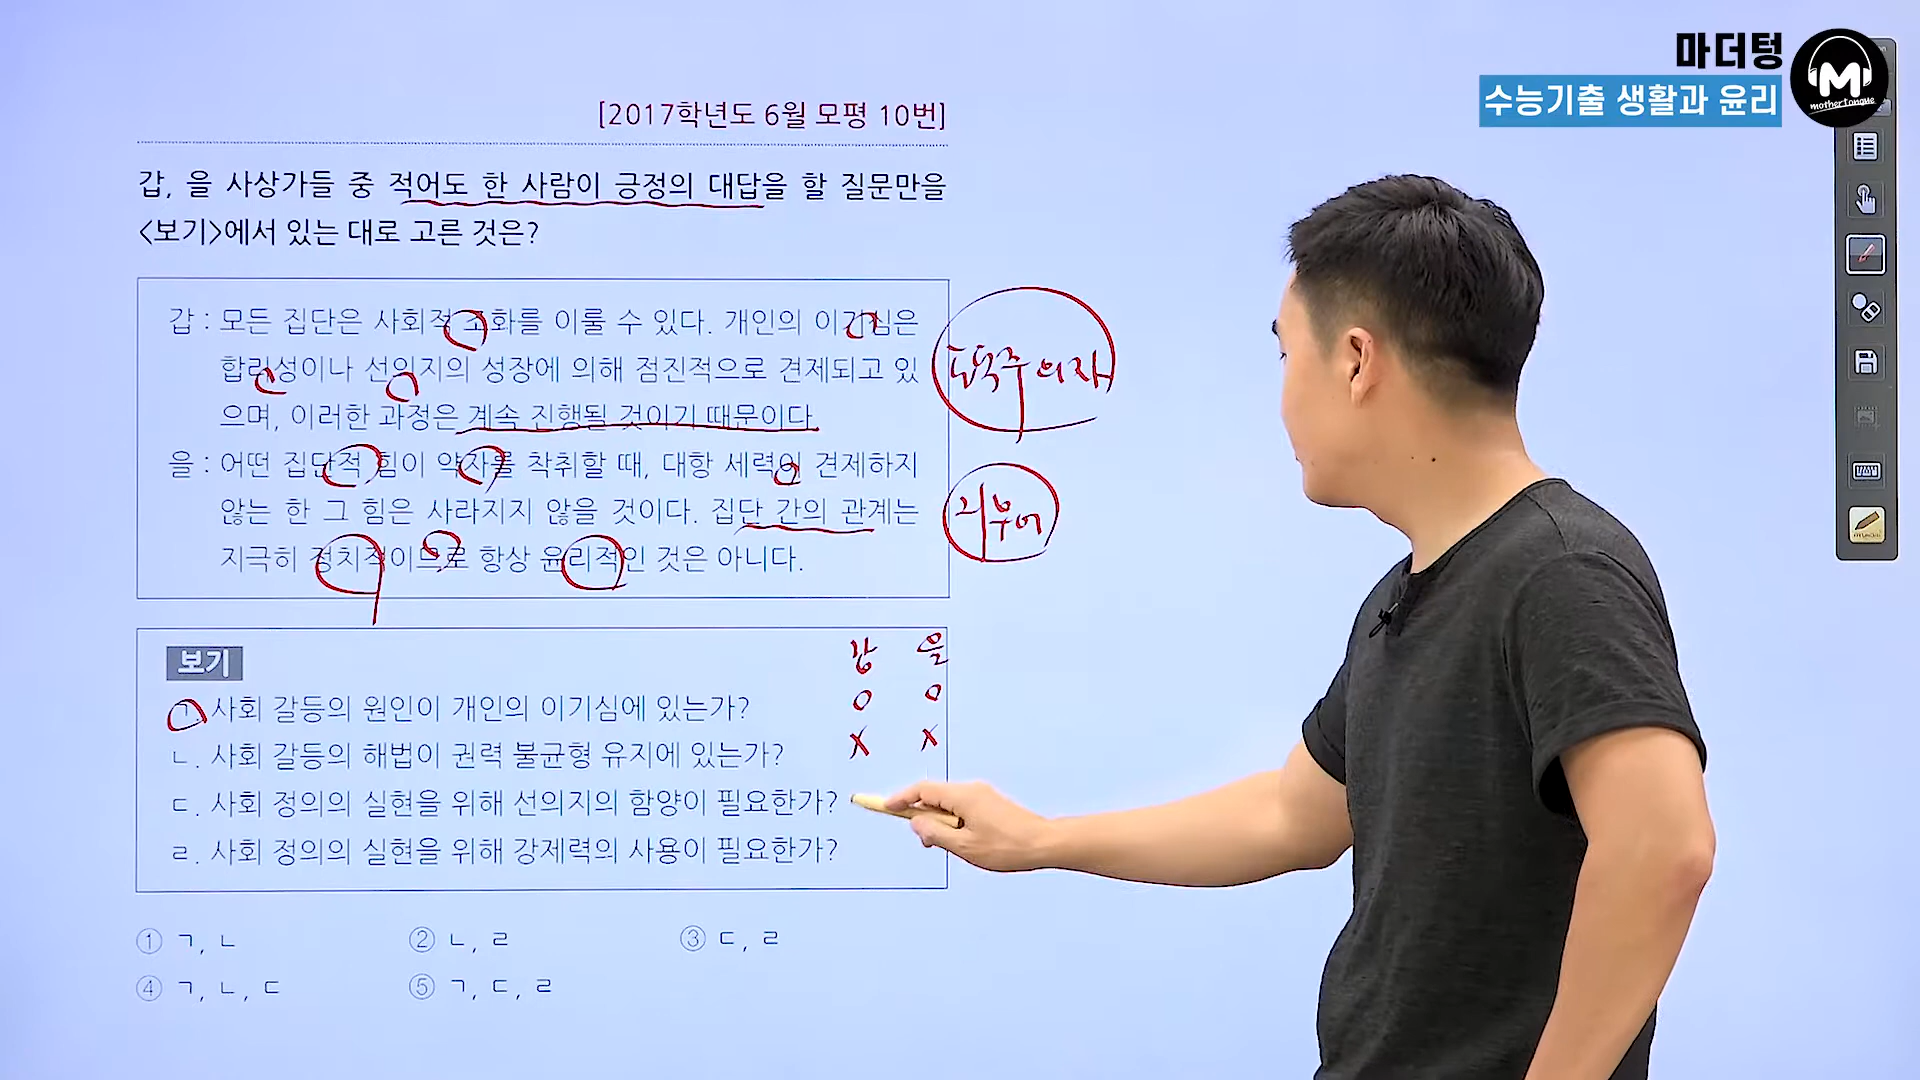 마더텅
수능기출 생활과 윤리
M
mothertongue
[2017학년도 6월 모평 10번]
갑, 을 사상가들 중 적어도 한 사람이 긍정의 대답을 할 질문만을
<보기>에서 있는 대로 고른 것은?
갑 : 모든 집단은 사회적 조화를 이룰 수 있다. 개인의 이기심은
합리성이나 선의지의 성장에 의해 점진적으로 견제되고 있
으며, 이러한 과정은 계속 진행될 것이기 때문이다.
도덕주의자
을 : 어떤 집단적 힘이 약자를 착취할 때, 대항 세력이 견제하지
않는 한 그 힘은 사라지지 않을 것이다. 집단 간의 관계는
지극히 정치적이므로 항상 윤리적인 것은 아니다.
니부어
보기
갑 을
ㄱ. 사회 갈등의 원인이 개인의 이기심에 있는가? O O
ㄴ. 사회 갈등의 해법이 권력 불균형 유지에 있는가? X X
ㄷ. 사회 정의의 실현을 위해 선의지의 함양이 필요한가?
ㄹ. 사회 정의의 실현을 위해 강제력의 사용이 필요한가?
① ㄱ, ㄴ ② ㄴ, ㄹ ③ ㄷ, ㄹ
④ ㄱ, ㄴ, ㄷ ⑤ ㄱ, ㄷ, ㄹ